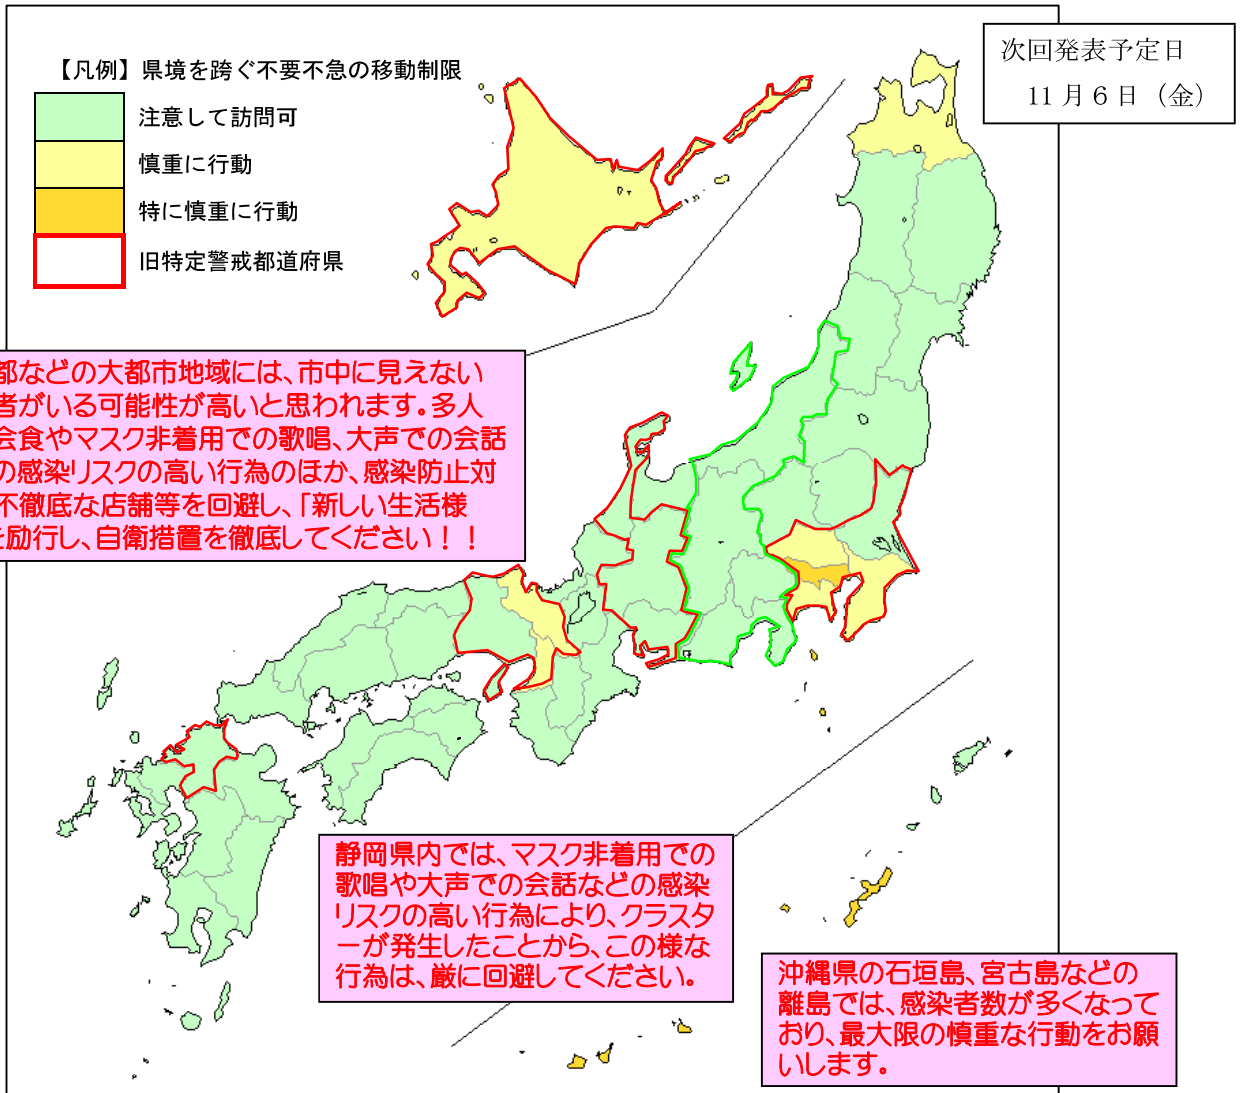 次回発表予定日
11月6日（金）
【凡例】県境を跨ぐ不要不急の移動制限
注意して訪問可
慎重に行動
特に慎重に行動
旧特定警戒都道府県
都などの大都市地域には、市中に見えない
者がいる可能性が高いと思われます。多人
会食やマスク非着用での歌唱、大声での会話
の感染リスクの高い行為のほか、感染防止対
不徹底な店舗等を回避し、「新しい生活様
を励行し、自衛措置を徹底してください！！
静岡県内では、マスク非着用での
歌唱や大声での会話などの感染
リスクの高い行為により、クラスタ
ーが発生したことから、この様な
行為は、厳に回避してください。
沖縄県の石垣島、宮古島などの
離島では、感染者数が多くなって
おり、最大限の慎重な行動をお願
いします。